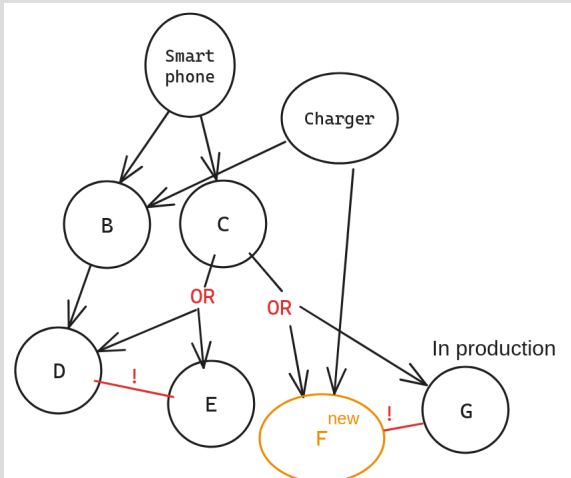 Smart
phone
Charger
B
C
OR
OR
In production
D
!
E
new
F
!
G